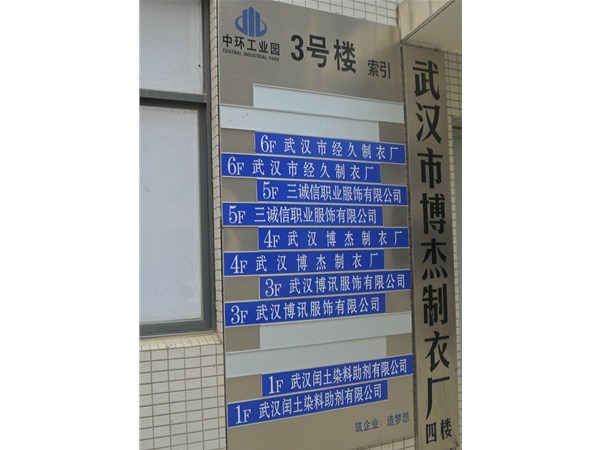 中环工业园
CENTRAL INDUSTRIAL PARK
3号楼 索引
6F 武汉市经久制衣厂
6F 武汉市经久制衣厂
5F 三诚信职业服饰有限公司
5F 三诚信职业服饰有限公司
4F 武汉博杰制衣厂
4F 武汉博杰制衣厂
3F 武汉博讯服饰有限公司
3F 武汉博讯服饰有限公司
1F 武汉闰土染料助剂有限公司
1F 武汉闰土染料助剂有限公司
筑企业，造梦想
武汉市博杰制衣厂
四楼